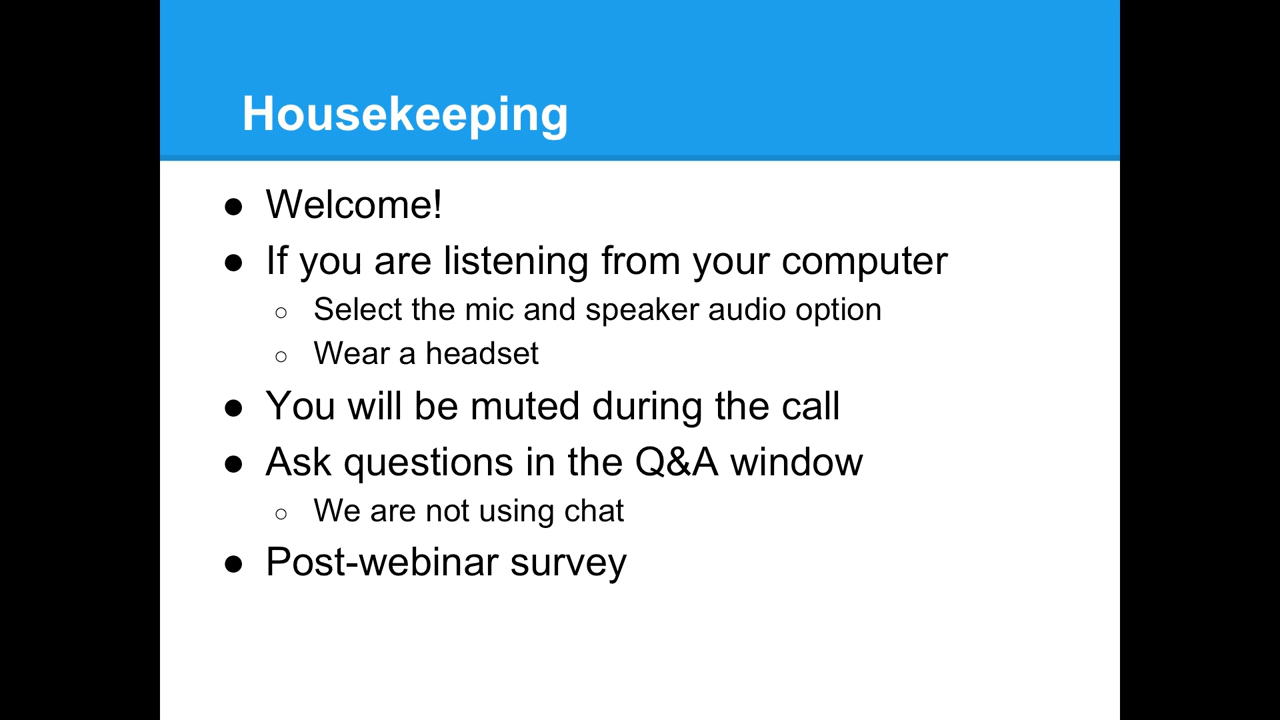 Housekeeping
● Welcome!
● If you are listening from your computer
○ Select the mic and speaker audio option
○ Wear a headset
● You will be muted during the call
● Ask questions in the Q&A window
○ We are not using chat
● Post-webinar survey